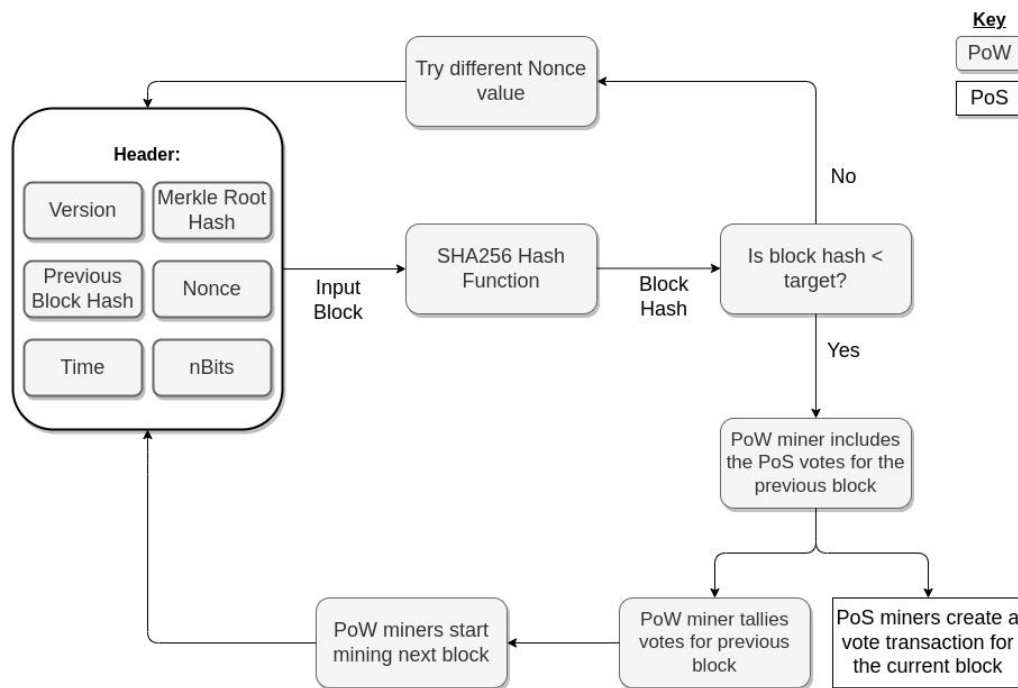 Key
PoW
PoS
Try different Nonce
value
Header:
Version
Merkle Root
Hash
Previous
Block Hash
Nonce
Time
nBits
Input
Block
SHA256 Hash
Function
Block
Hash
Is block hash <
target?
No
Yes
PoW miner includes
the PoS votes for the
previous block
PoW miners start
mining next block
PoW miner tallies
votes for previous
block
PoS miners create a
vote transaction for
the current block